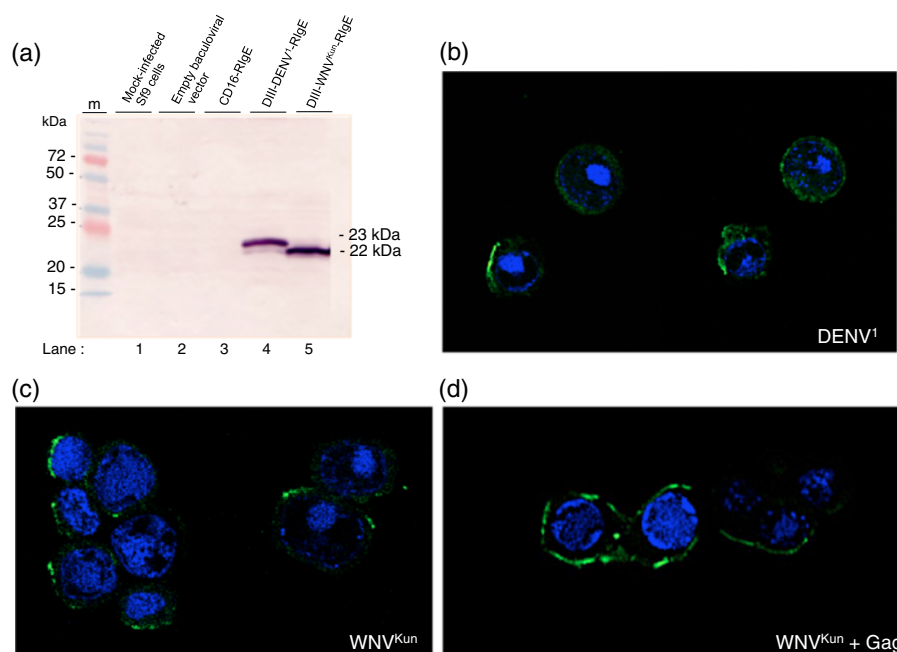 (a)
Mock-infected
Sf9 cells
Empty baculoviral
vector
CD16-RIgE
DIII-DENV¹-RIgE
DIII-WNVᴷᵘⁿ-RIgE
m
kDa
72 -
50 -
37 -
25 -
20 -
15 -
- 23 kDa
- 22 kDa
Lane : 1 2 3 4 5
(b)
DENV¹
(c)
WNVᴷᵘⁿ
(d)
WNVᴷᵘⁿ + Gag